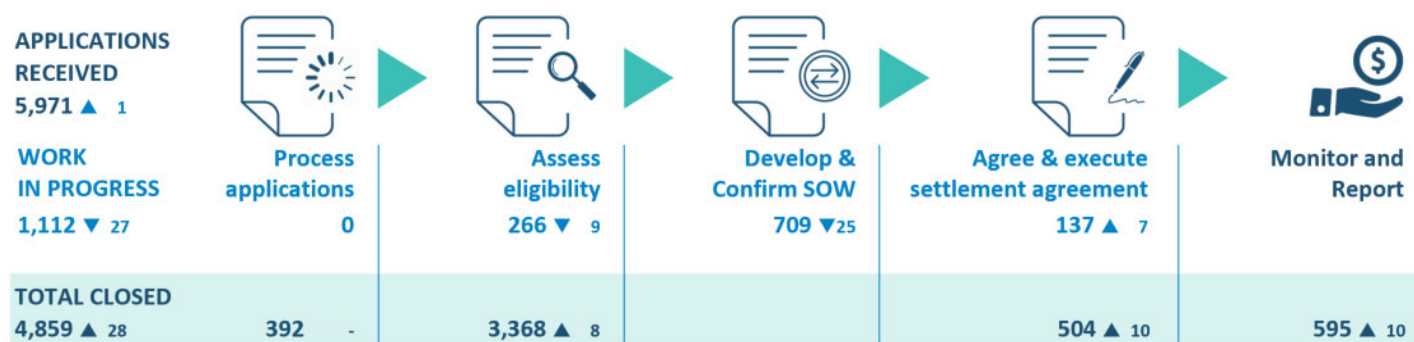 APPLICATIONS
RECEIVED
5,971 ▲ 1
WORK
IN PROGRESS
1,112 ▼ 27
Process
applications
0
Assess
eligibility
266 ▼ 9
Develop &
Confirm SOW
709 ▼25
Agree & execute
settlement agreement
137 ▲ 7
$
Monitor and
Report
TOTAL CLOSED
4,859 ▲ 28
392 -
3,368 ▲ 8
504 ▲ 10
595 ▲ 10